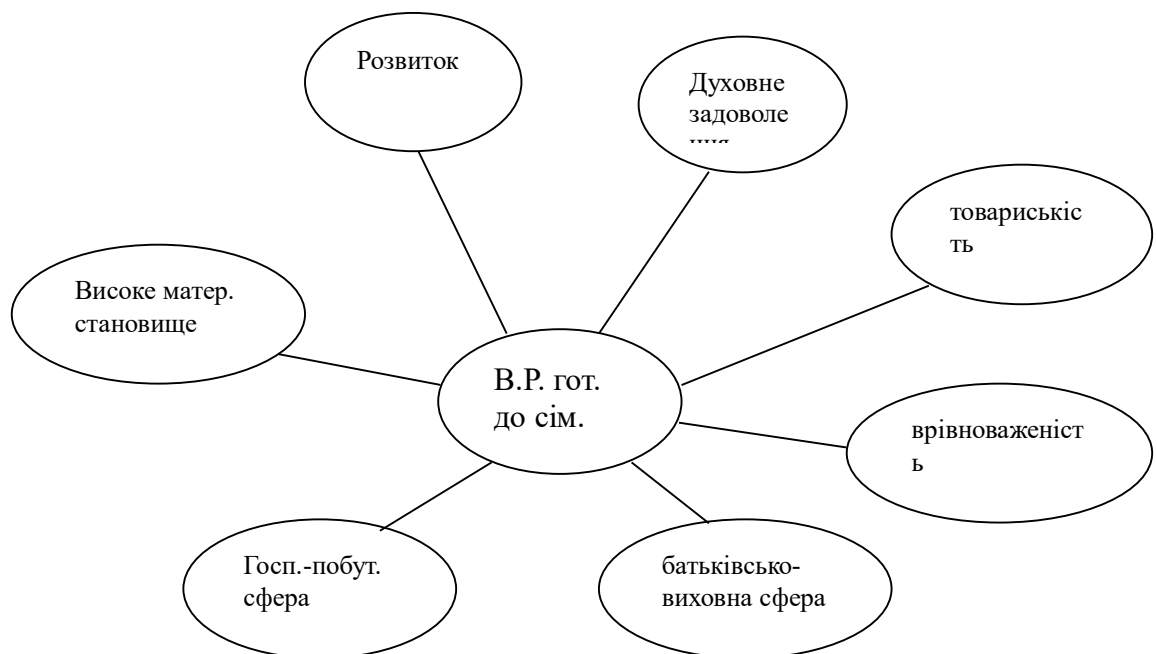 Розвиток
Духовне
задоволе
товариськіс
ть
Високе матер.
становище
В.Р. гот.
до сім.
врівноваженіст
ь
Госп.-побут.
сфера
батьківсько-
виховна сфера